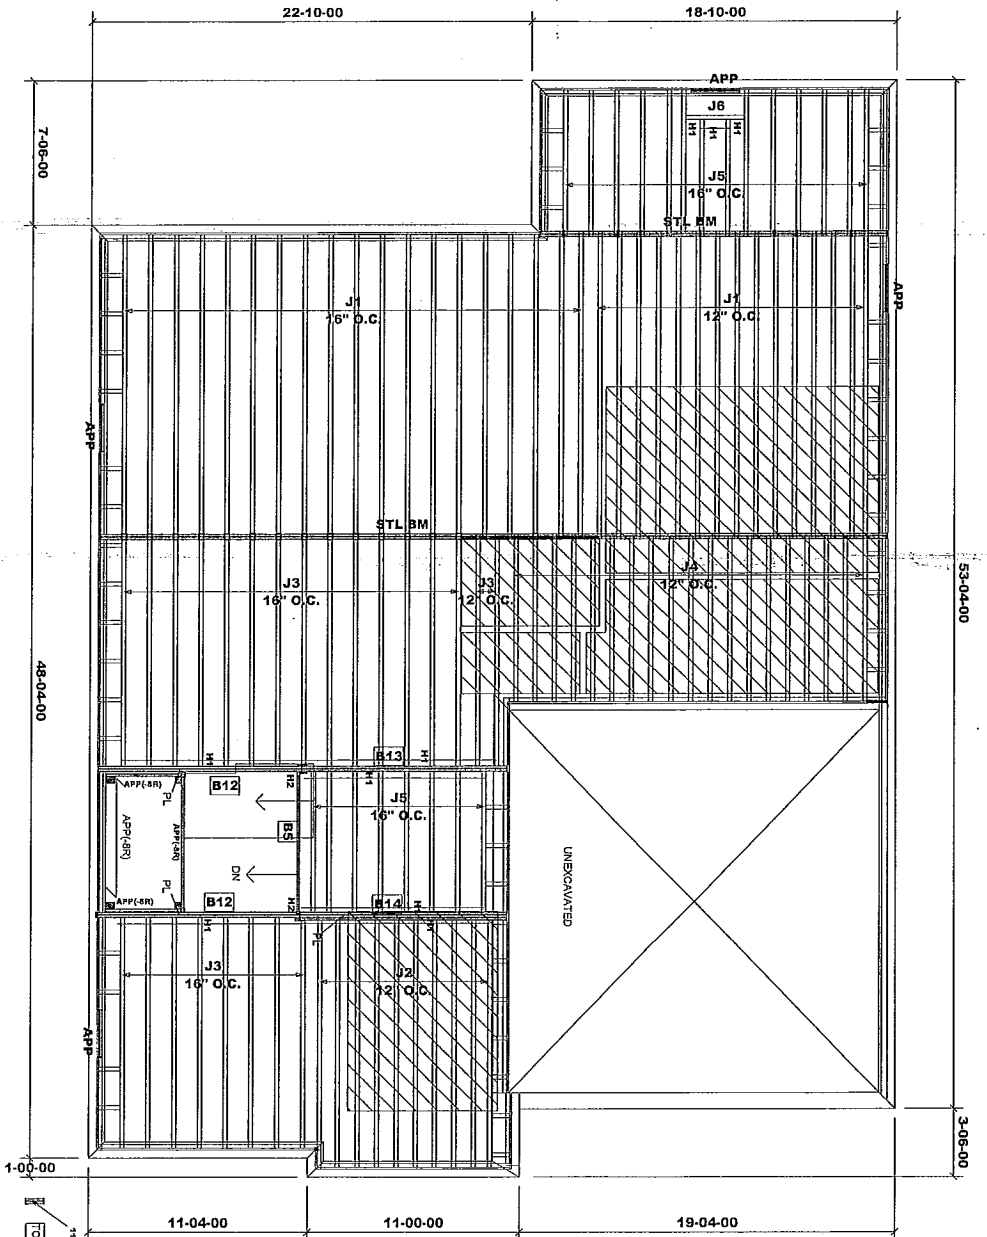 22-10-00
18-10-00
APP
J6
H1
H1
H1
7-06-00
J5
16" O.C.
STL BM
J1
16" O.C.
J1
12" O.C.
APP
APP
STL BM
J3
16" O.C.
J3
12" O.C.
J4
12" O.C.
53-04-00
48-04-00
H1
B13
H1
APP(-8R)
PL
B12
H2
H1
J5
16" O.C.
APP(-8R)
APP(-8R)
B5
PL
DN
UNEXCAVATED
APP(-8R)
B12
H2
B14
H1
H1
H1
PL
J3
16" O.C.
J2
12" O.C.
APP
3-06-00
1-00-00
11-04-00
11-00-00
19-04-00